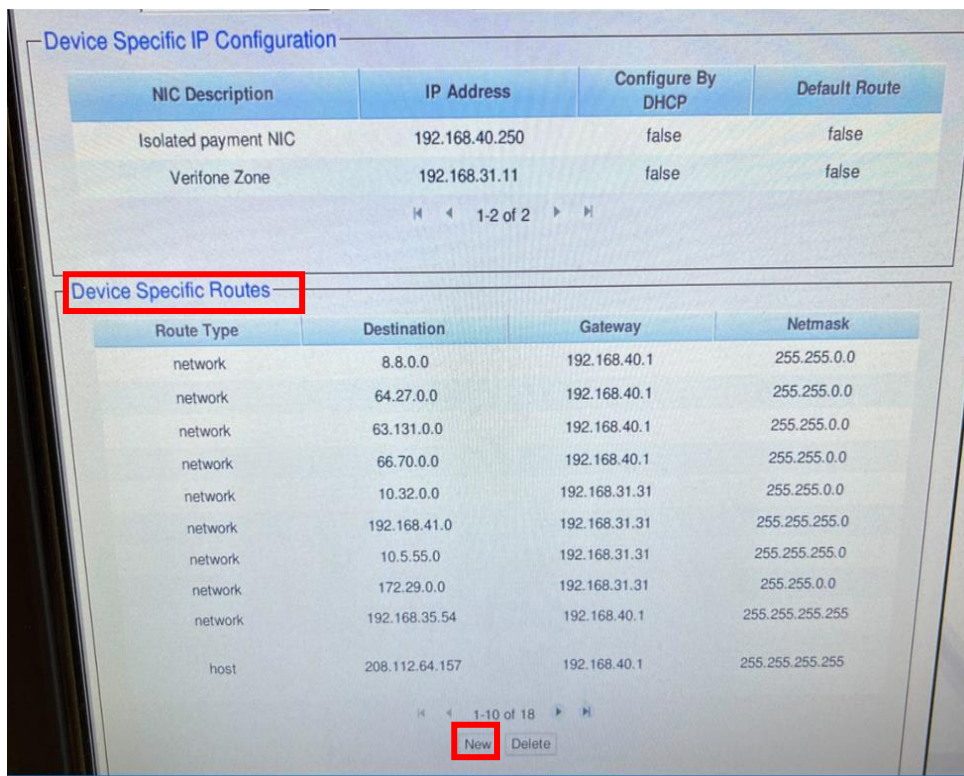 Device Specific IP Configuration
NIC Description IP Address Configure By DHCP Default Route
Isolated payment NIC 192.168.40.250 false false
Verifone Zone 192.168.31.11 false false
1-2 of 2
Device Specific Routes
Route Type Destination Gateway Netmask
network 8.8.0.0 192.168.40.1 255.255.0.0
network 64.27.0.0 192.168.40.1 255.255.0.0
network 63.131.0.0 192.168.40.1 255.255.0.0
network 66.70.0.0 192.168.40.1 255.255.0.0
network 10.32.0.0 192.168.31.31 255.255.0.0
network 192.168.41.0 192.168.31.31 255.255.255.0
network 10.5.55.0 192.168.31.31 255.255.255.0
network 172.29.0.0 192.168.31.31 255.255.0.0
network 192.168.35.54 192.168.40.1 255.255.255.255
host 208.112.64.157 192.168.40.1 255.255.255.255
1-10 of 18
New Delete